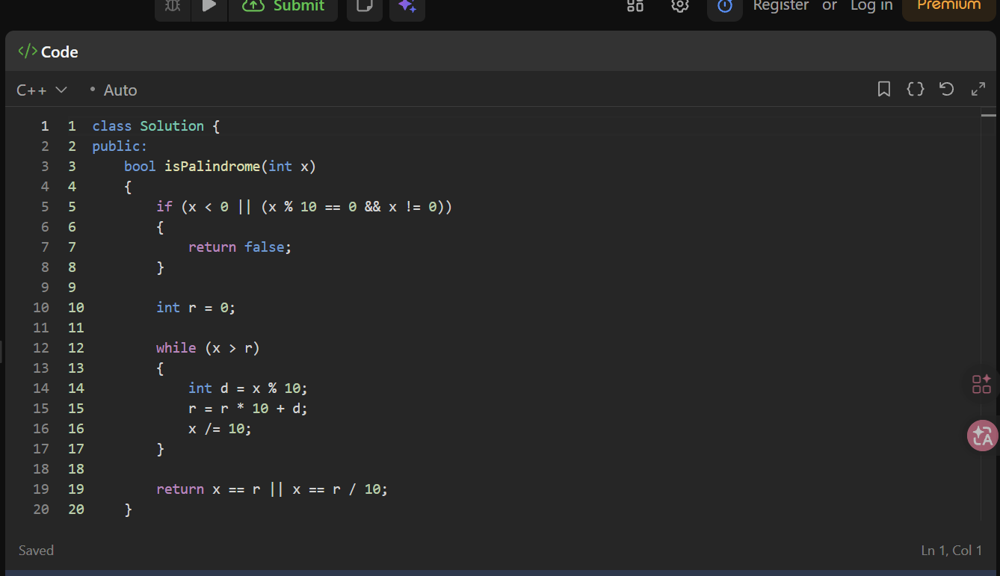 Submit
Register or Log in
Premium
</> Code
C++ • Auto
1 1 class Solution {
2 2 public:
3 3     bool isPalindrome(int x)
4 4     {
5 5         if (x < 0 || (x % 10 == 0 && x != 0))
6 6         {
7 7             return false;
8 8         }
9 9
10 10         int r = 0;
11 11
12 12         while (x > r)
13 13         {
14 14             int d = x % 10;
15 15             r = r * 10 + d;
16 16             x /= 10;
17 17         }
18 18
19 19         return x == r || x == r / 10;
20 20     }
A
Saved
Ln 1, Col 1